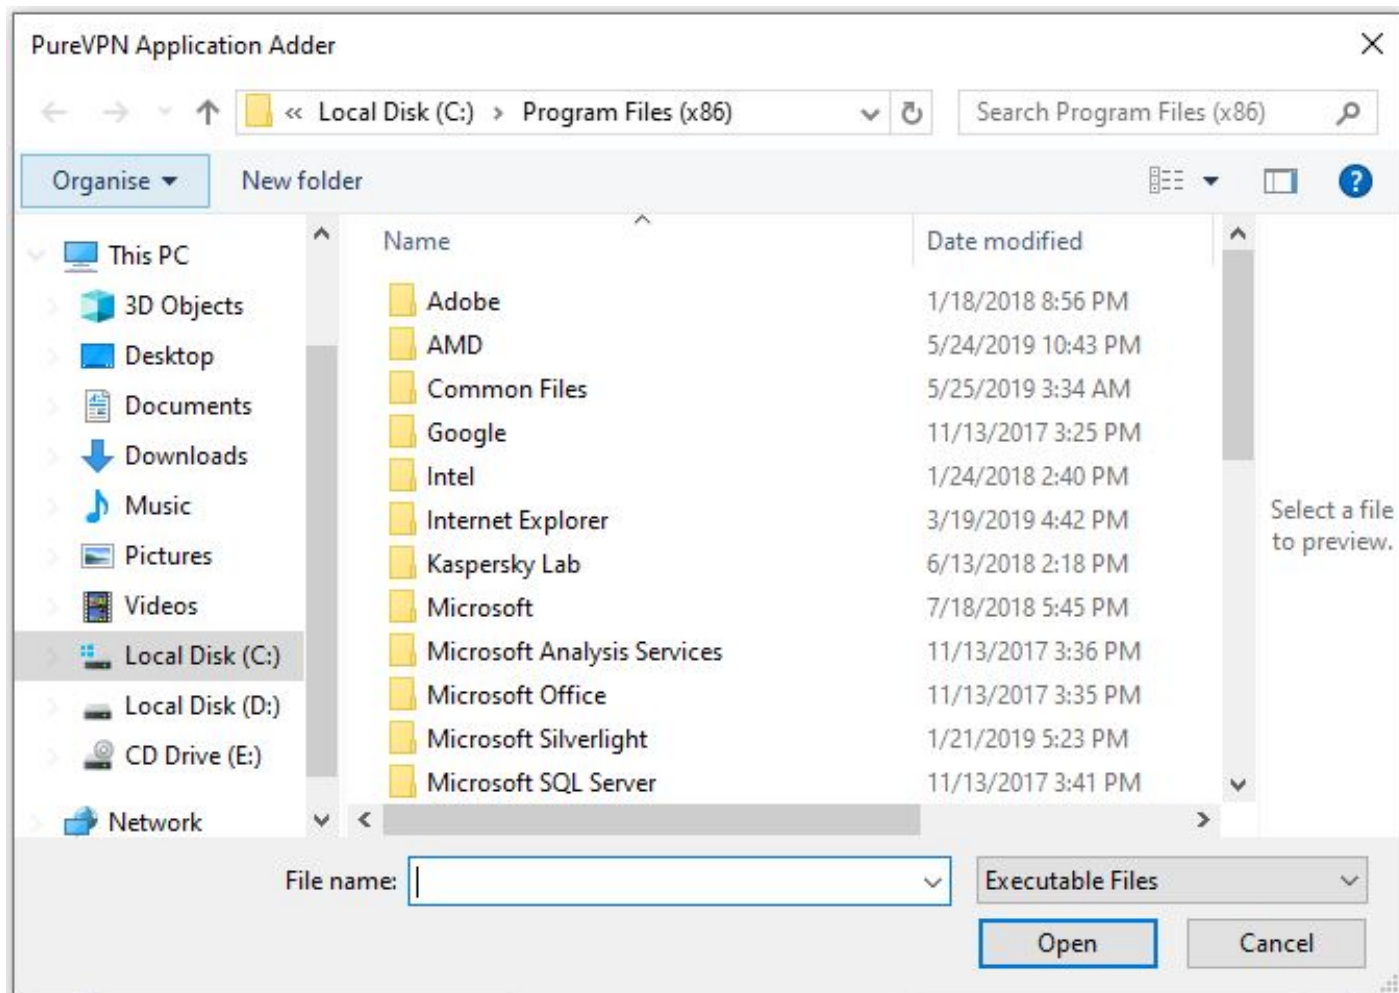 PureVPN Application Adder
« Local Disk (C:) > Program Files (x86)
Search Program Files (x86)
Organise
New folder
This PC
3D Objects
Desktop
Documents
Downloads
Music
Pictures
Videos
Local Disk (C:)
Local Disk (D:)
CD Drive (E:)
Network
Name Date modified
Adobe 1/18/2018 8:56 PM
AMD 5/24/2019 10:43 PM
Common Files 5/25/2019 3:34 AM
Google 11/13/2017 3:25 PM
Intel 1/24/2018 2:40 PM
Internet Explorer 3/19/2019 4:42 PM
Kaspersky Lab 6/13/2018 2:18 PM
Microsoft 7/18/2018 5:45 PM
Microsoft Analysis Services 11/13/2017 3:36 PM
Microsoft Office 11/13/2017 3:35 PM
Microsoft Silverlight 1/21/2019 5:23 PM
Microsoft SQL Server 11/13/2017 3:41 PM
Select a file
to preview.
File name:
Executable Files
Open
Cancel